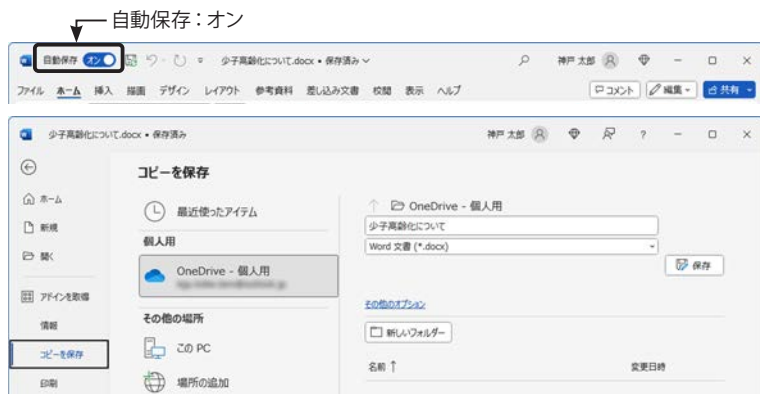 自動保存：オン
自動保存 オン 少子高齢化について.docx • 保存済み 神戸 太郎
ファイル ホーム 挿入 描画 デザイン レイアウト 参考資料 差し込み文書 校閲 表示 ヘルプ コメント 編集 共有
少子高齢化について.docx • 保存済み 神戸 太郎 ?
コピーを保存
ホーム
新規
開く
アドインを取得
情報
コピーを保存
印刷
最近使ったアイテム
個人用
OneDrive - 個人用
その他の場所
この PC
場所の追加
OneDrive - 個人用
少子高齢化について
Word 文書 (*.docx)
保存
その他のオプション
新しいフォルダー
名前 ↑ 変更日時